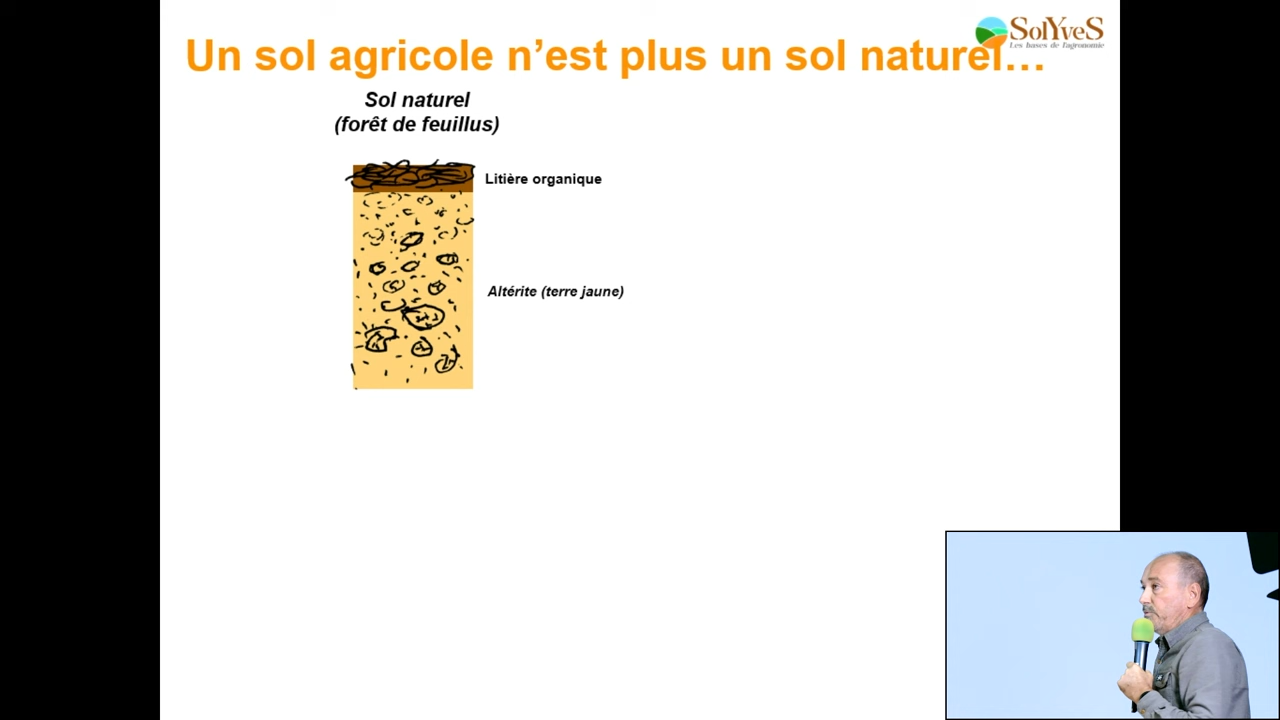 SolYveS
Les bases de l'agronomie
Un sol agricole n’est plus un sol naturel…
Sol naturel
(forêt de feuillus)
Litière organique
Altérite (terre jaune)